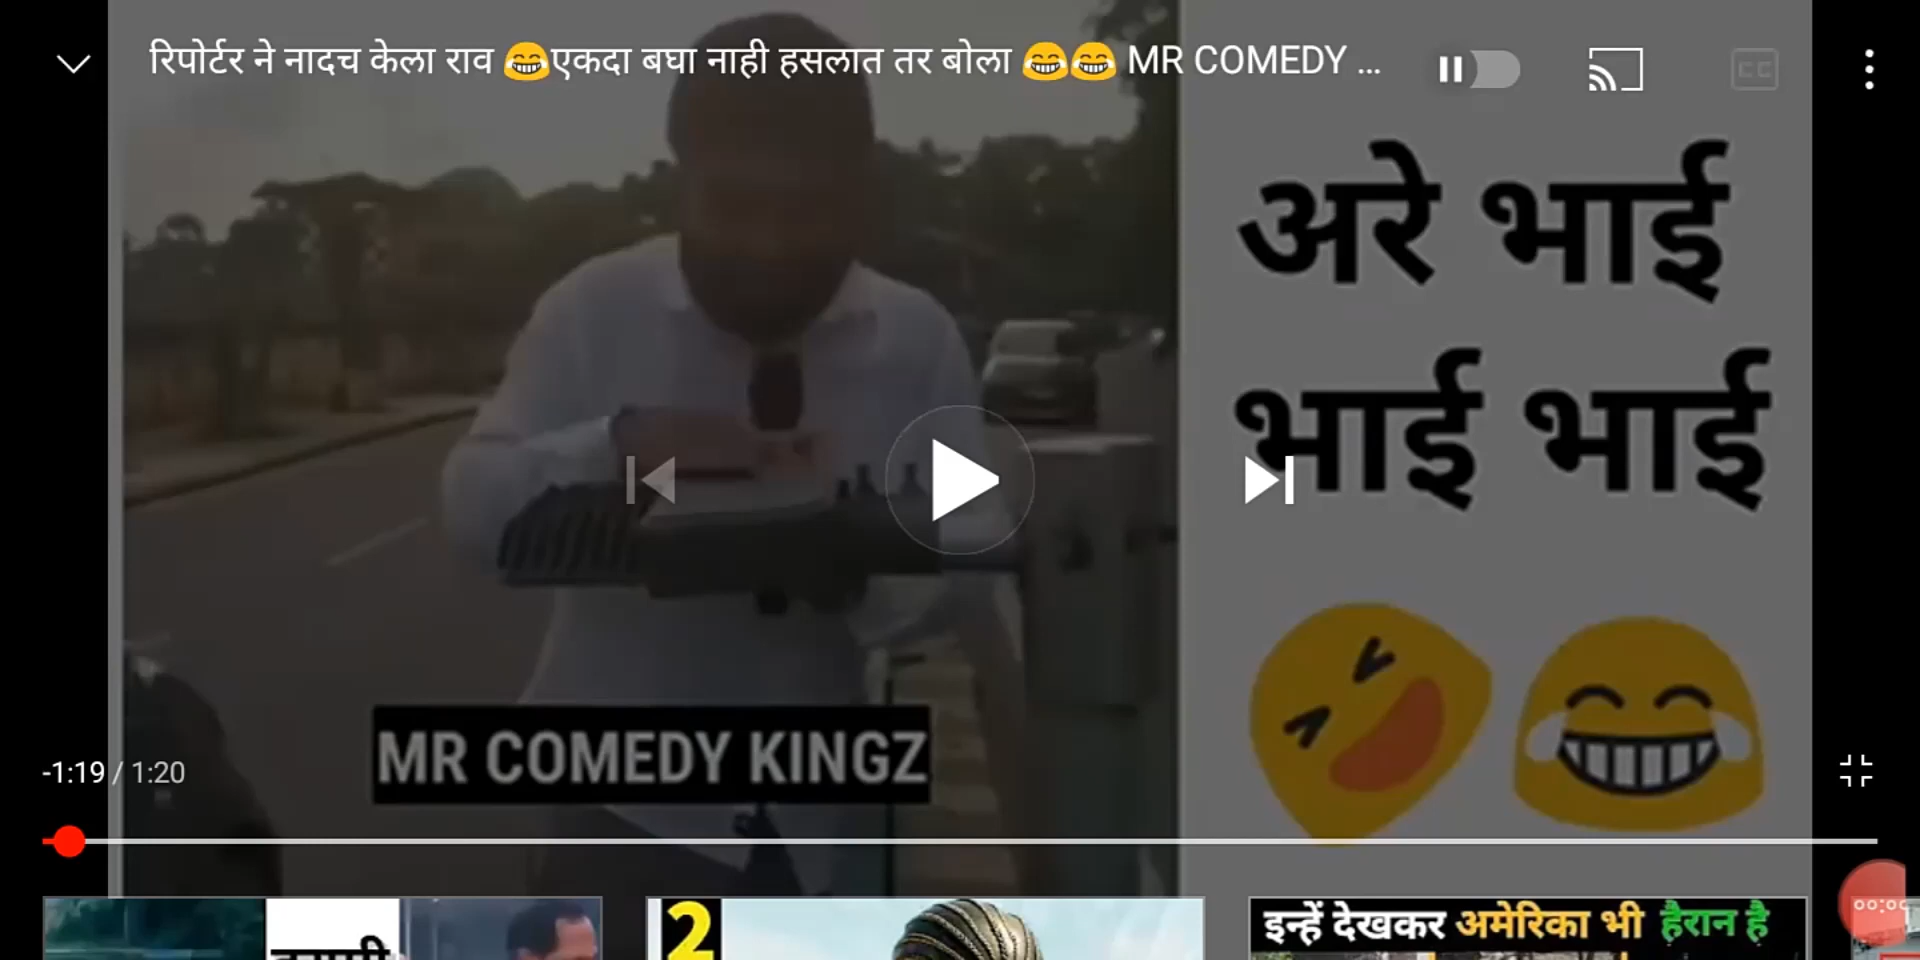 रिपोर्टर ने नादच केला राव 😂एकदा बघा नाही हसलात तर बोला 😂😂 MR COMEDY ...
CC
अरे भाई
भाई भाई
MR COMEDY KINGZ
-1:19 / 1:20
2
इन्हें देखकर अमेरिका भी हैरान है